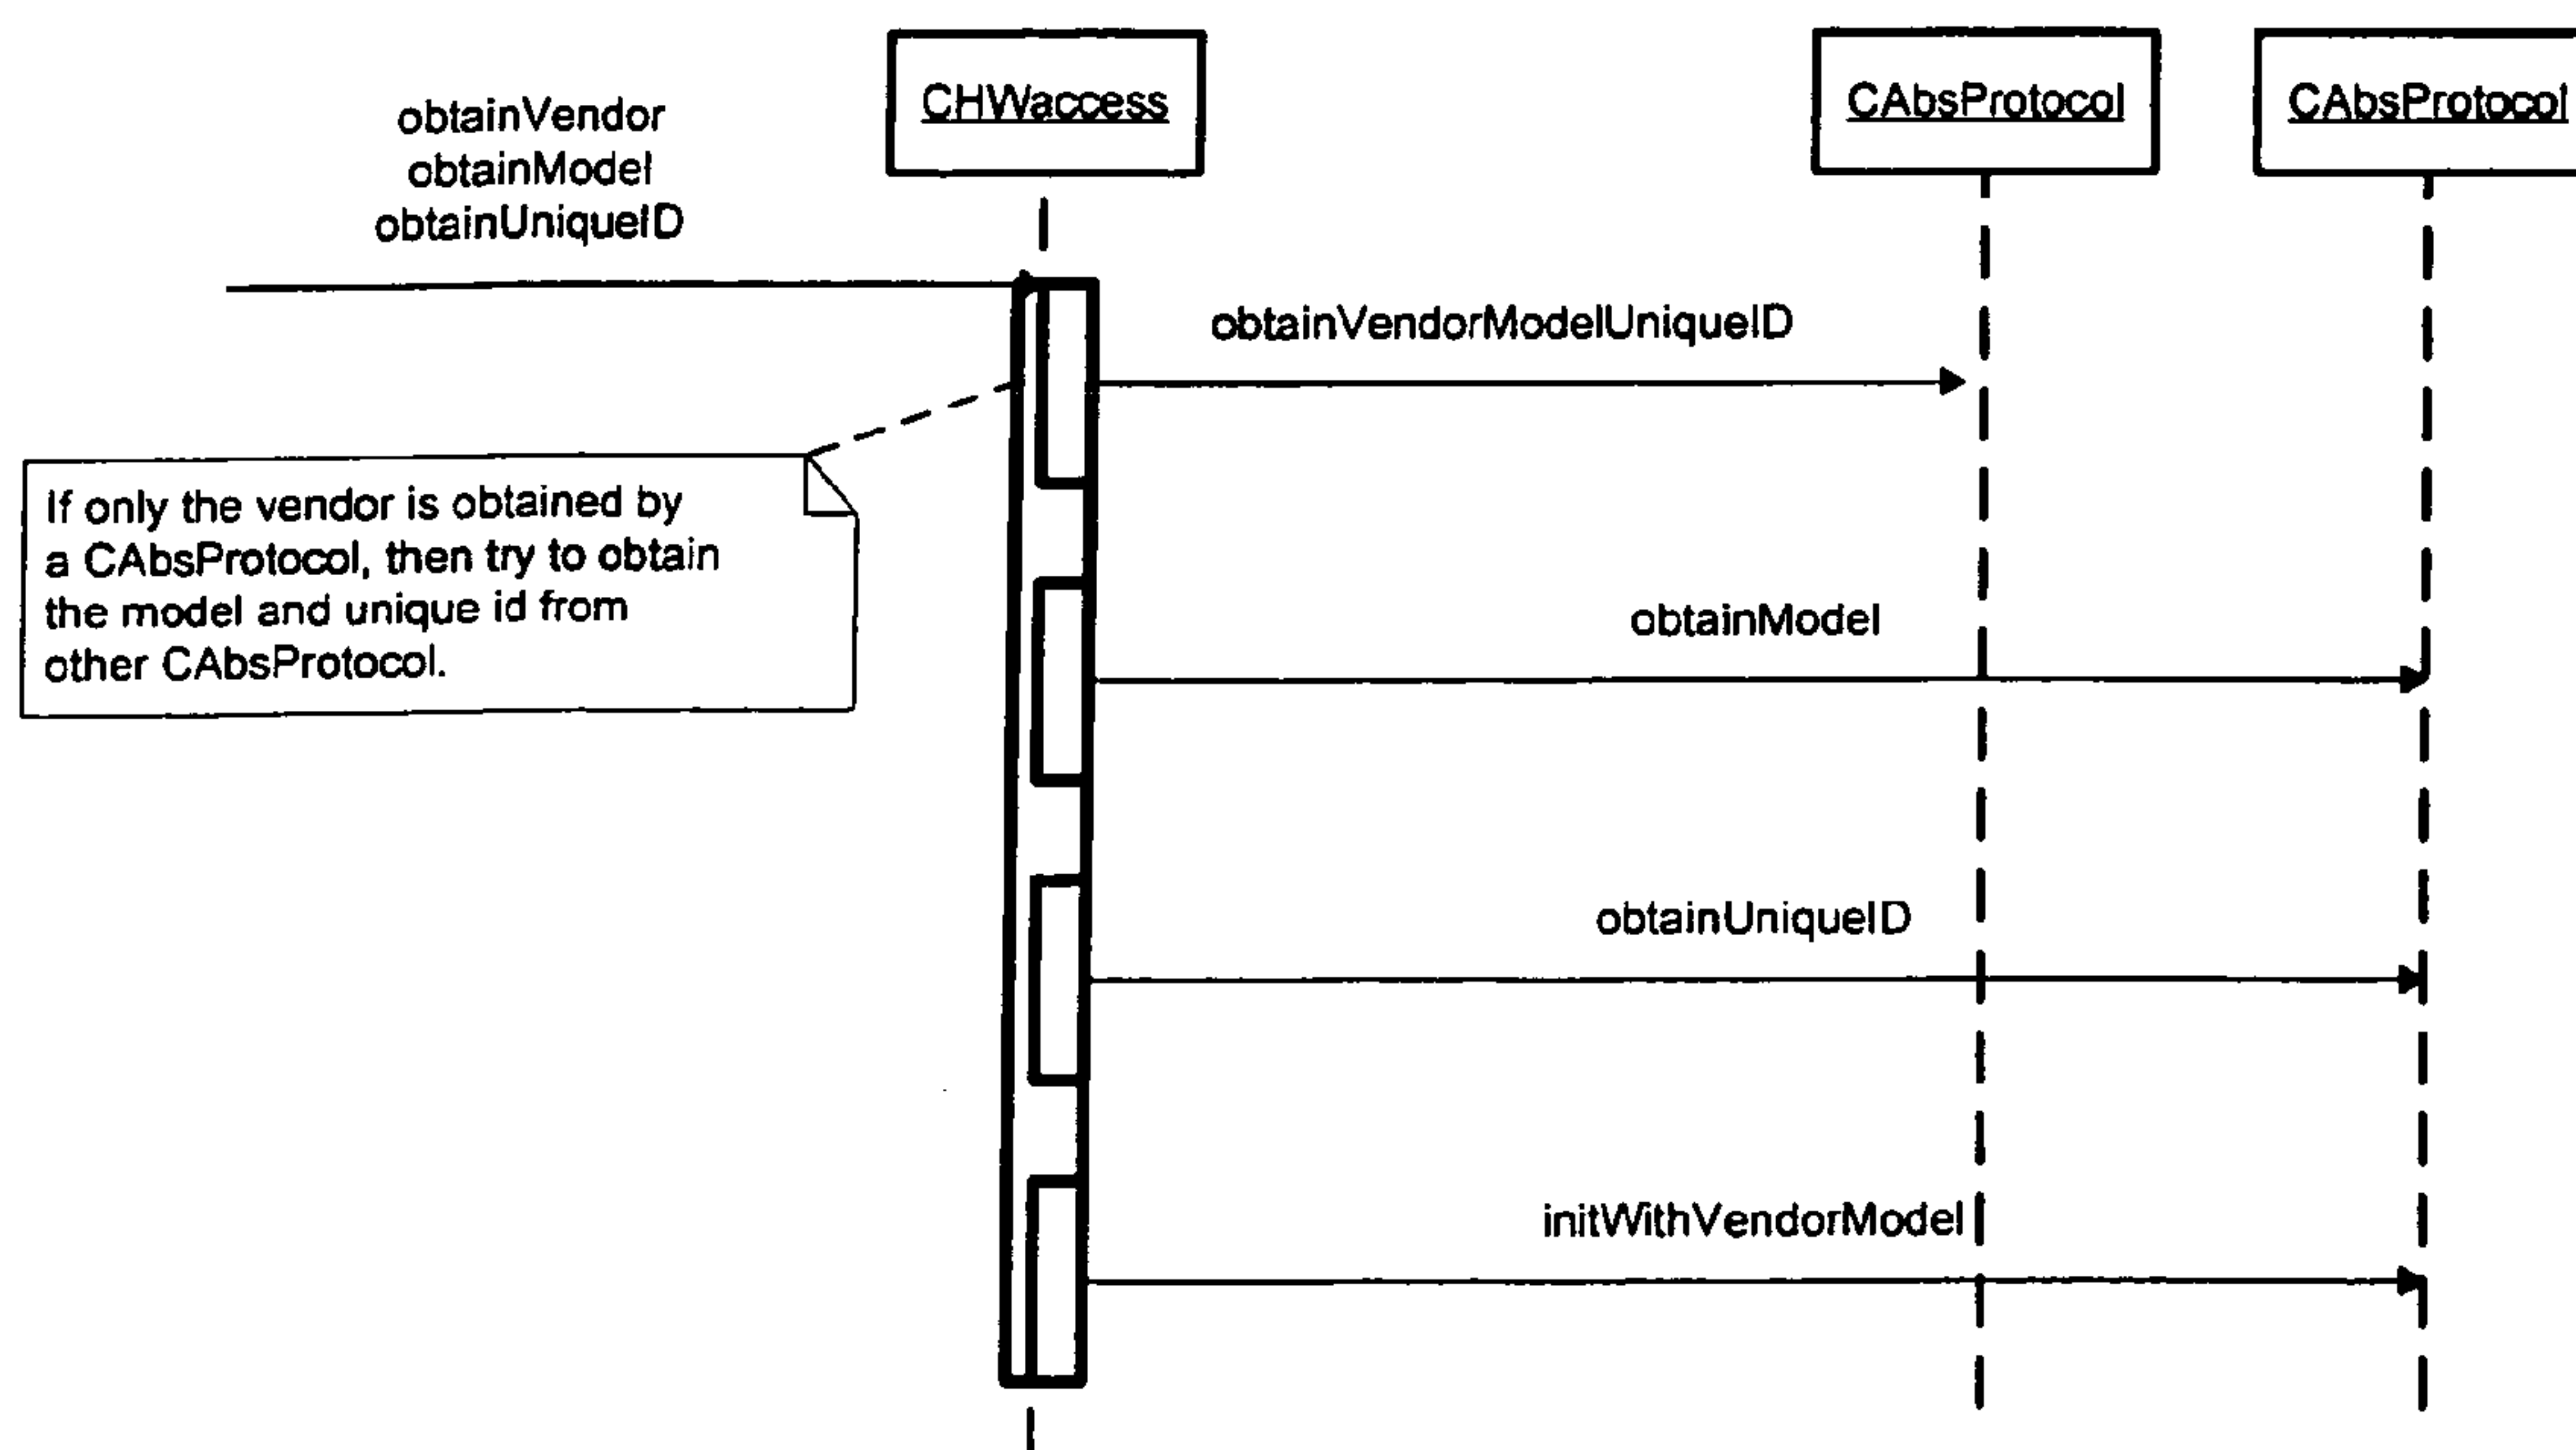 CHWaccess
CAbsProtocol
CAbsProtocol
obtainVendor
obtainModel
obtainUniqueID
obtainVendorModelUniqueID
If only the vendor is obtained by
a CAbsProtocol, then try to obtain
the model and unique id from
other CAbsProtocol.
obtainModel
obtainUniqueID
initWithVendorModel